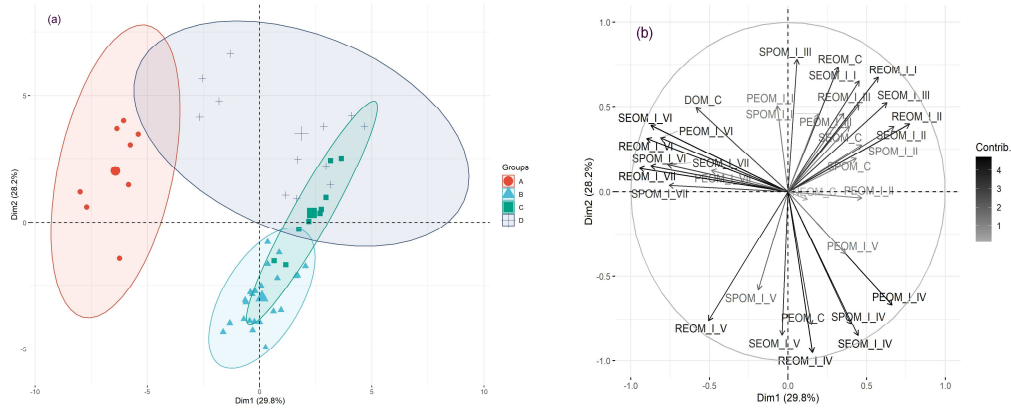 (a)
5
0
-5
Dim2 (28.2%)
-10
-5
0
5
10
Dim1 (29.8%)
Groups
A
B
C
D
(b)
1.0
0.5
0.0
-0.5
-1.0
Dim2 (28.2%)
SPOM_I_III
REOM_C
SEOM_I_I
REOM_I_I
DOM_C
PEOM_I_I
REOM_I_III
SEOM_I_III
SPOM_I_I
SEOM_I_VI
PEOM_I_VI
PEOM_I_III
REOM_I_II
SEOM_C
SEOM_I_II
REOM_I_VI
SPOM_I_II
SPOM_I_VI
SEOM_I_VII
SPOM_C
REOM_I_VII
SPOM_I_VII
PEOM_I_II
PEOM_I_V
SPOM_I_V
PEOM_I_IV
REOM_I_V
PEOM_C
SPOM_I_IV
SEOM_I_V
SEOM_I_IV
REOM_I_IV
-1.0
-0.5
0.0
0.5
1.0
Dim1 (29.8%)
Contrib.
4
3
2
1